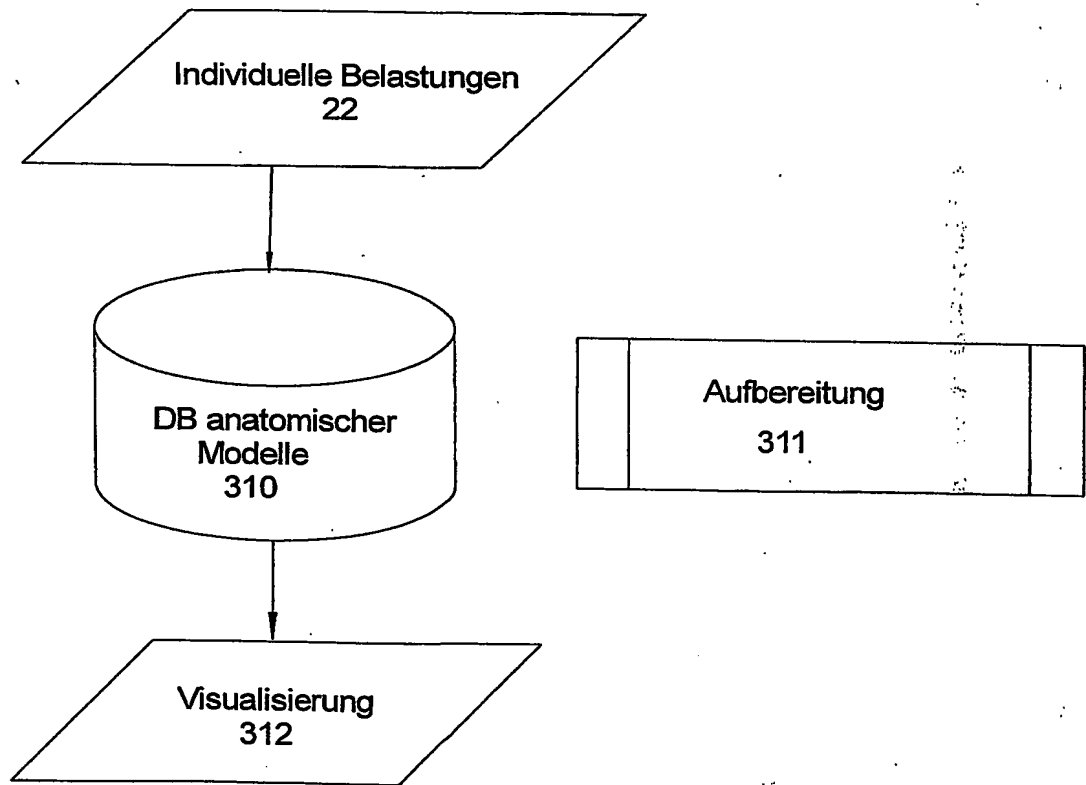 Individuelle Belastungen
22
DB anatomischer
Modelle
310
Aufbereitung
311
Visualisierung
312